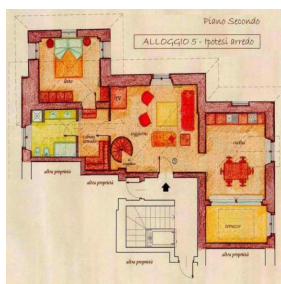 Piano Secondo
ALLOGGIO 5 - Ipotesi arredo
letto
soggiorno
cucina
altra proprietà
altra proprietà
terrazzo
altra proprietà
altra proprietà